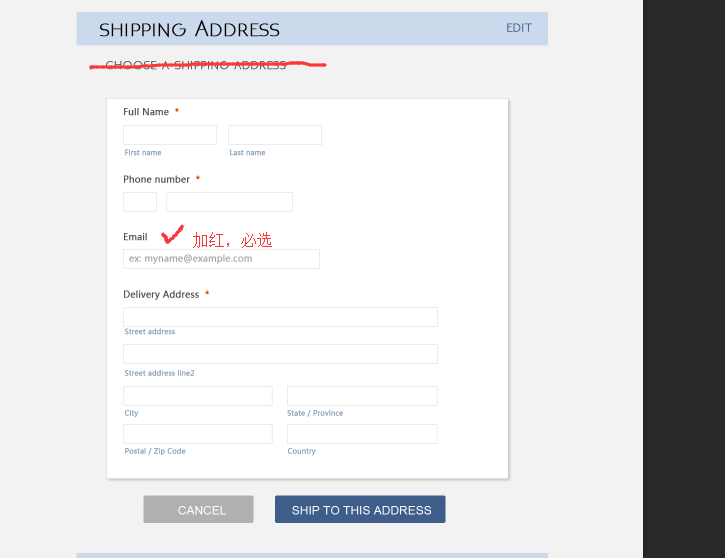 SHIPPING ADDRESS
EDIT
CHOOSE A SHIPPING ADDRESS
Full Name *
First name
Last name
Phone number *
Email 加红，必选
ex: myname@example.com
Delivery Address *
Street address
Street address line2
City
State / Province
Postal / Zip Code
Country
CANCEL
SHIP TO THIS ADDRESS